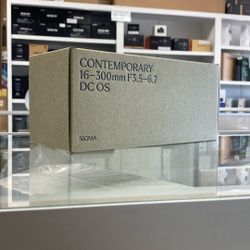 CONTEMPORARY
16–300mm F3.5–6.7
DC OS
SIGMA